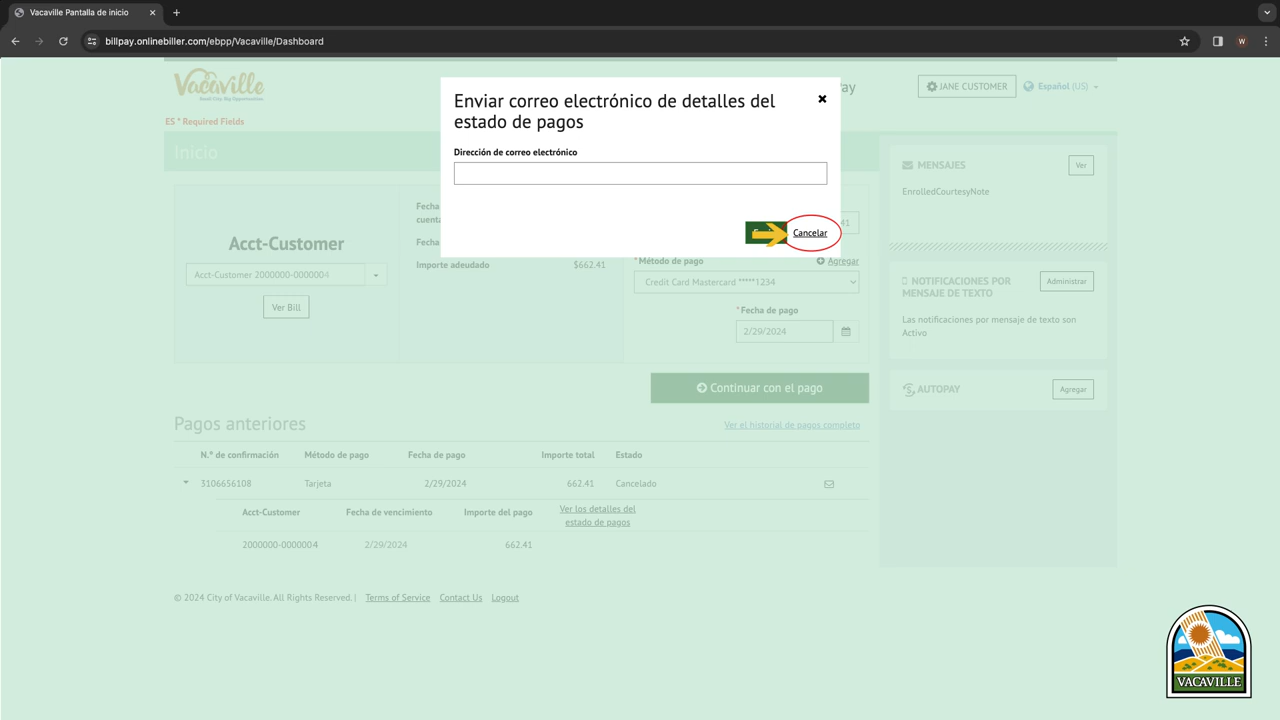 Vacaville Pantalla de inicio
bilpay.onlinebiller.com/ebpp/Vacaville/Dashboard
W
Vacaville
ay
JANE CUSTOMER
Español (US)
ES * Required Fields
Inicio
Enviar correo electrónico de detalles del
estado de pagos
Dirección de correo electrónico
Cancelar
Acct-Customer
Acct-Customer 2000000-0000004
Ver Bill
Fecha
cuenta
Fecha
Importe adeudado
$662.41
41
* Método de pago
Agregar
Credit Card Mastercard *****1234
* Fecha de pago
2/29/2024
Continuar con el pago
MENSAJES
Ver
EnrolledCourtesyNote
NOTIFICACIONES POR
MENSAJE DE TEXTO
Administrar
Las notificaciones por mensaje de texto son
Activo
AUTOPAY
Agregar
Pagos anteriores
Ver el historial de pagos completo
N.° de confirmación Método de pago Fecha de pago Importe total Estado
3106656108 Tarjeta 2/29/2024 662.41 Cancelado
Acct-Customer Fecha de vencimiento Importe del pago Ver los detalles del
estado de pagos
2000000-0000004 2/29/2024 662.41
© 2024 City of Vacaville. All Rights Reserved. | Terms of Service Contact Us Logout
VACAVILLE